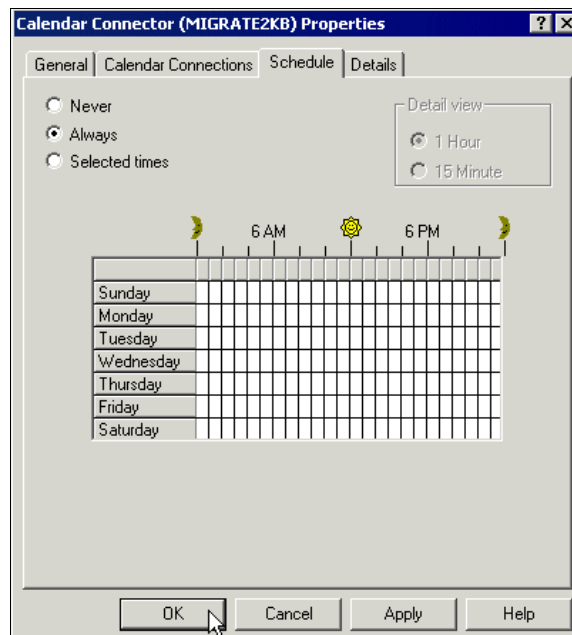 Calendar Connector (MIGRATE2KB) Properties
General Calendar Connections Schedule Details
Never
Always
Selected times
Detail view
1 Hour
15 Minute
6 AM 6 PM
Sunday
Monday
Tuesday
Wednesday
Thursday
Friday
Saturday
OK Cancel Apply Help